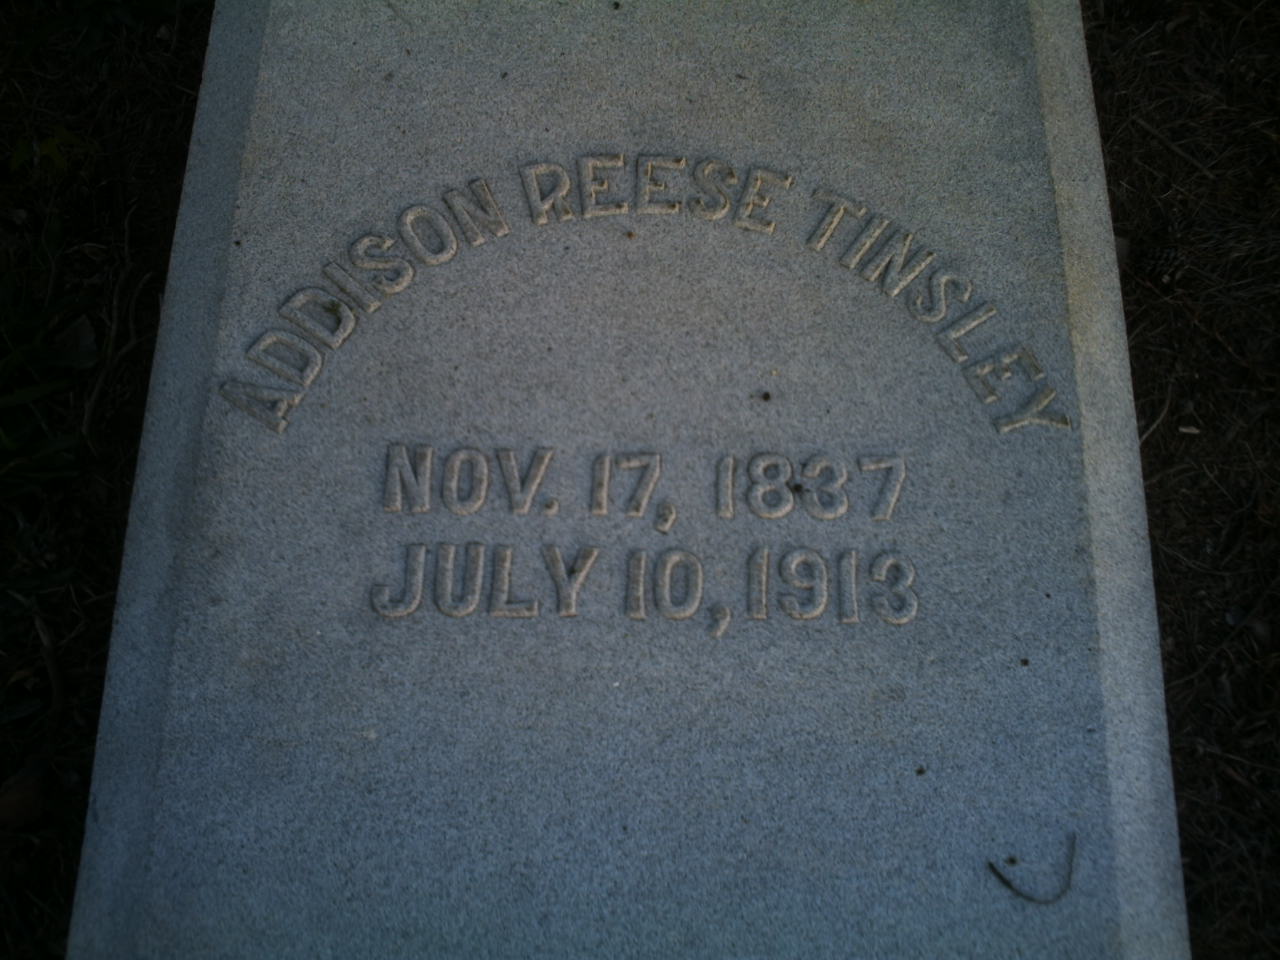 ADDISON REESE TINSLEY
NOV. 17, 1837
JULY 10, 1913